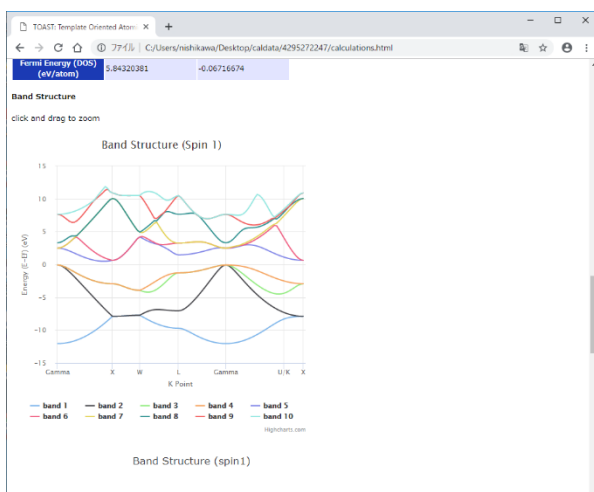 TOAST: Template Oriented Atom
ファイル | C:/Users/nishikawa/Desktop/caldata/4295272247/calculations.html
Fermi Energy (DOS) (eV/atom) 5.84320381 -0.06716674
Band Structure
click and drag to zoom
Band Structure (Spin 1)
Energy (E-Ef) (eV)
15
10
5
0
-5
-10
-15
Gamma X W L Gamma U/K X
K Point
band 1 band 2 band 3 band 4 band 5
band 6 band 7 band 8 band 9 band 10
Highcharts.com
Band Structure (spin1)